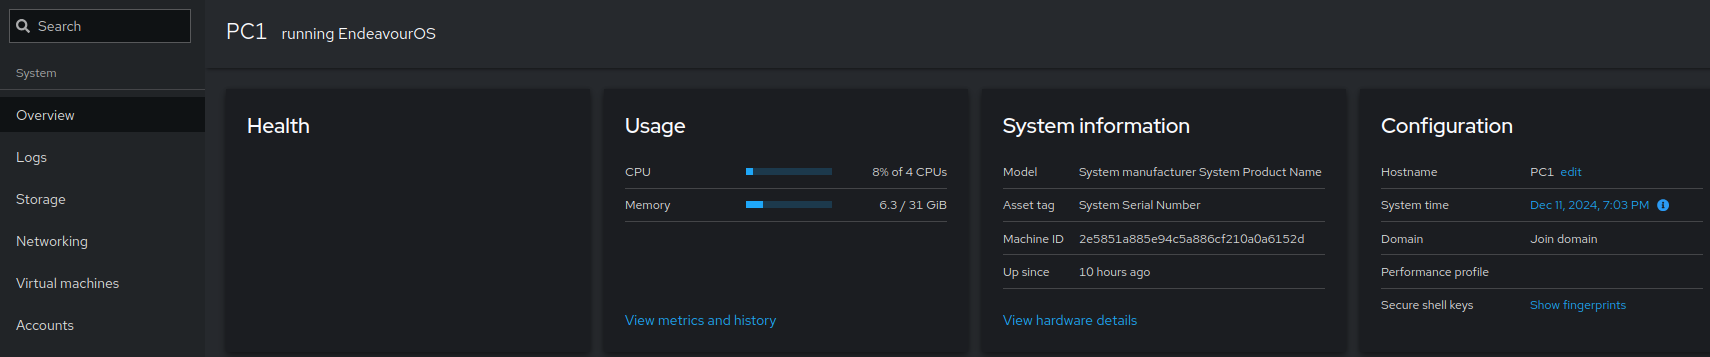 Search
System
Overview
Logs
Storage
Networking
Virtual machines
Accounts
PC1 running EndeavourOS
Health
Usage
CPU 8% of 4 CPUs
Memory 6.3 / 31 GiB
View metrics and history
System information
Model System manufacturer System Product Name
Asset tag System Serial Number
Machine ID 2e5851a885e94c5a886cf210a0a6152d
Up since 10 hours ago
View hardware details
Configuration
Hostname PC1 edit
System time Dec 11, 2024, 7:03 PM
Domain Join domain
Performance profile
Secure shell keys Show fingerprints